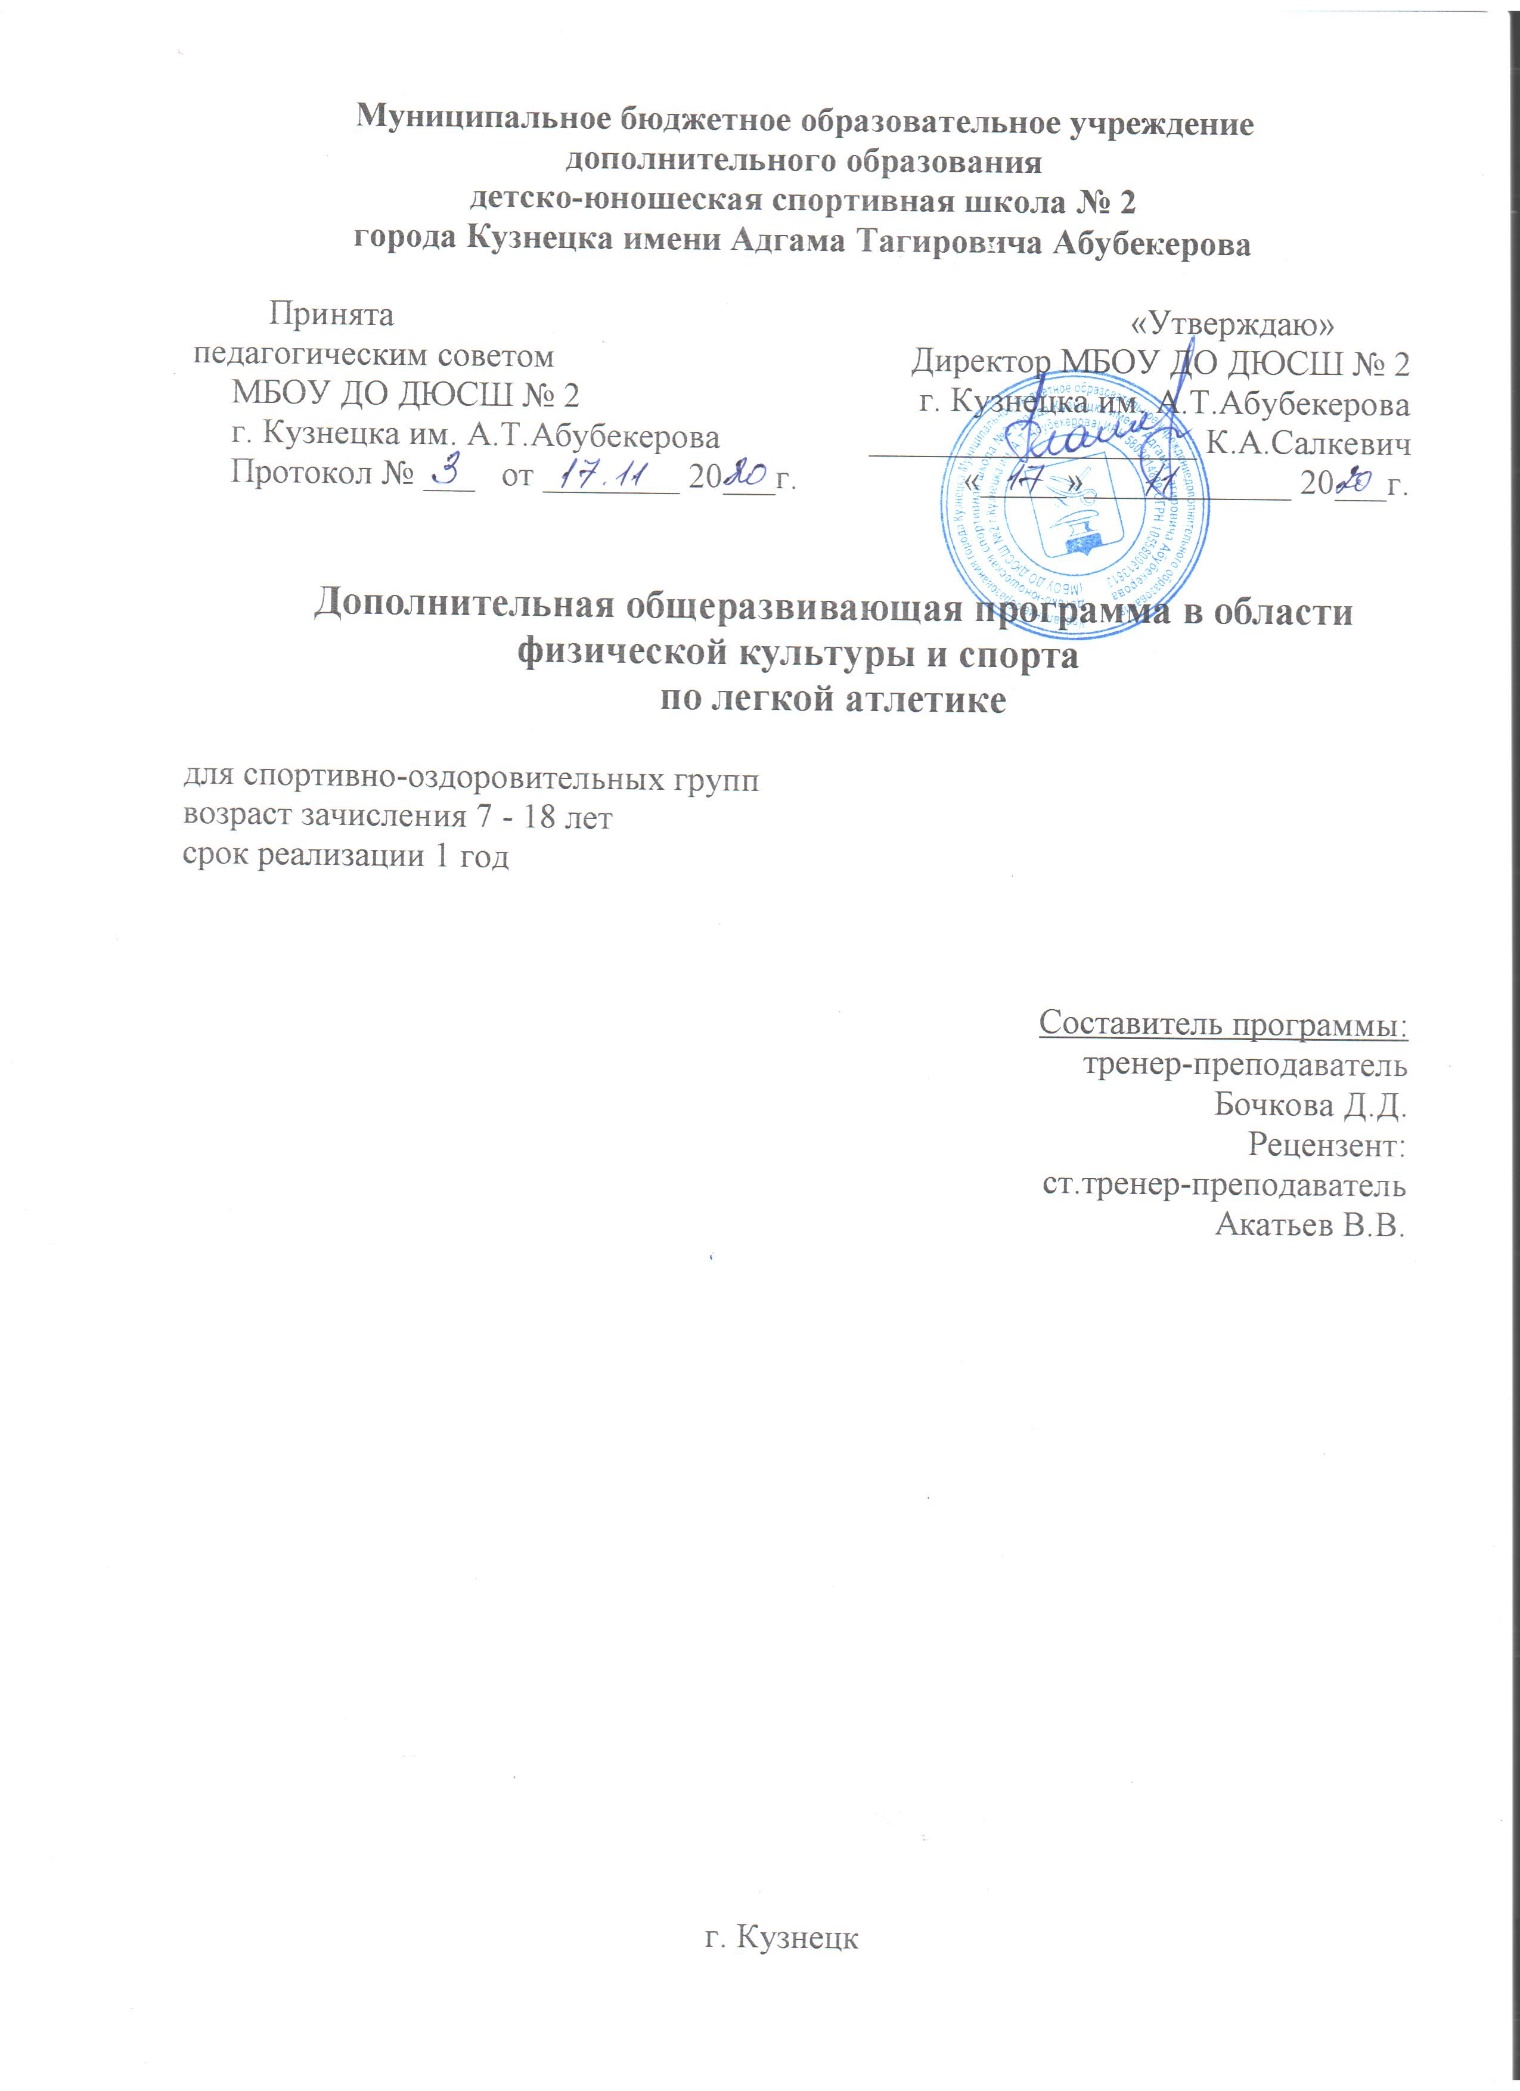 Муниципальное бюджетное образовательное учреждение
дополнительного образования
детско-юношеская спортивная школа № 2
города Кузнецка имени Адгама Тагировича Абубекерова
Принята
педагогическим советом
МБОУ ДО ДЮСШ № 2
г. Кузнецка им. А.Т.Абубекерова
Протокол № 3 от 17.11 2020г.
«Утверждаю»
Директор МБОУ ДО ДЮСШ № 2
г. Кузнецка им. А.Т.Абубекерова
К.А.Салкевич
«17» 11 2020г.
Дополнительная общеразвивающая программа в области
физической культуры и спорта
по легкой атлетике
для спортивно-оздоровительных групп
возраст зачисления 7 - 18 лет
срок реализации 1 год
Составитель программы:
тренер-преподаватель
Бочкова Д.Д.
Рецензент:
ст.тренер-преподаватель
Акатьев В.В.
г. Кузнецк